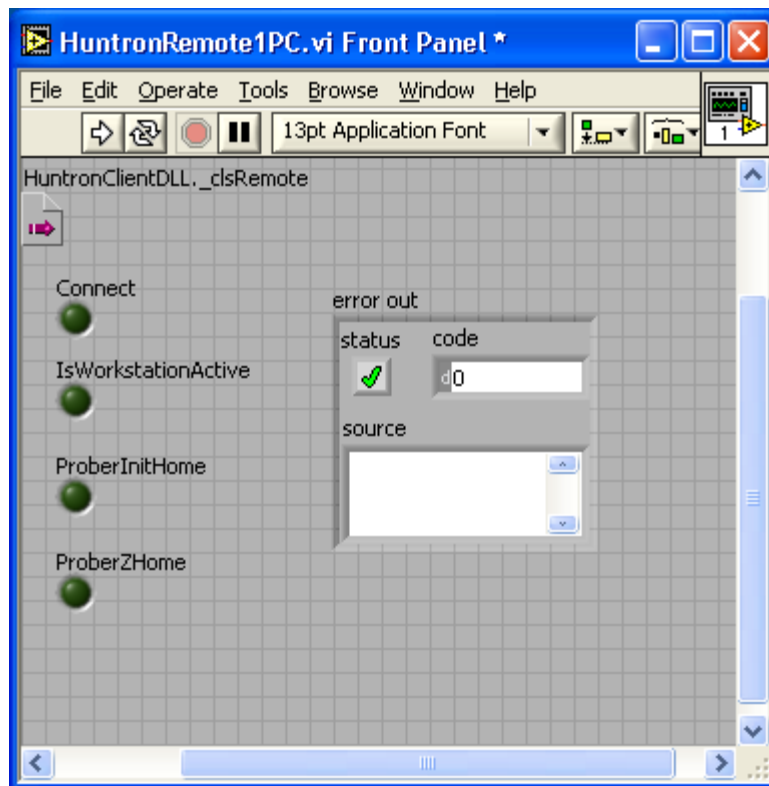 HuntronRemote1PC.vi Front Panel *
File Edit Operate Tools Browse Window Help
13pt Application Font
1
HuntronClientDLL._clsRemote
Connect
error out
status code
IsWorkstationActive
d0
source
ProberInitHome
ProberZHome